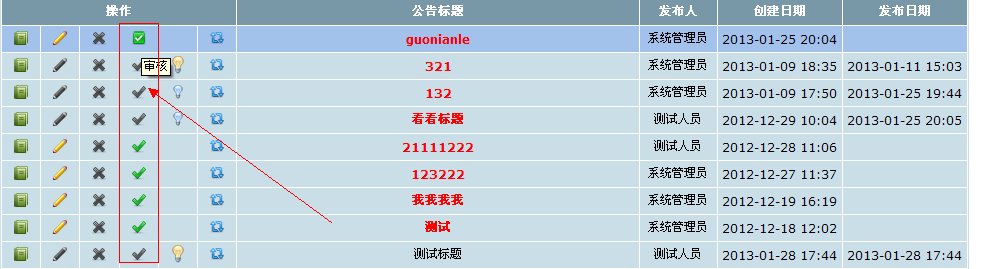 操作 公告标题 发布人 创建日期 发布日期
guonianle 系统管理员 2013-01-25 20:04
审核 321 系统管理员 2013-01-09 18:35 2013-01-11 15:03
132 系统管理员 2013-01-09 17:50 2013-01-25 19:44
看看标题 测试人员 2012-12-29 10:04 2013-01-25 20:05
21111222 测试人员 2012-12-28 11:06
123222 系统管理员 2012-12-27 11:37
我我我我 系统管理员 2012-12-19 16:19
测试 系统管理员 2012-12-18 12:02
测试标题 测试人员 2013-01-28 17:44 2013-01-28 17:44